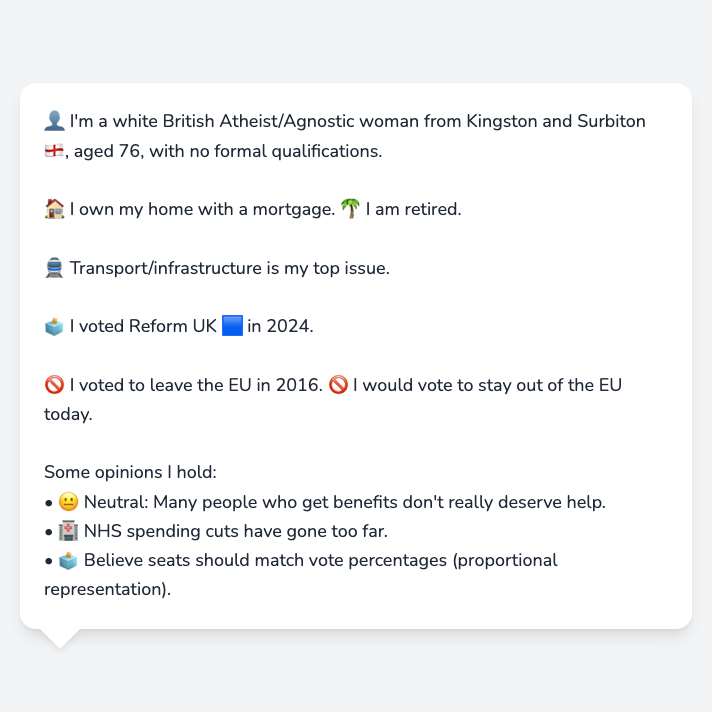 👤 I'm a white British Atheist/Agnostic woman from Kingston and Surbiton
🏴󠁧󠁢󠁥󠁮󠁧󠁿, aged 76, with no formal qualifications.
🏠 I own my home with a mortgage. 🌴 I am retired.
🚆 Transport/infrastructure is my top issue.
🗳️ I voted Reform UK 🟦 in 2024.
🚫 I voted to leave the EU in 2016. 🚫 I would vote to stay out of the EU
today.
Some opinions I hold:
• 😐 Neutral: Many people who get benefits don't really deserve help.
• 🏥 NHS spending cuts have gone too far.
• 🗳️ Believe seats should match vote percentages (proportional
representation).